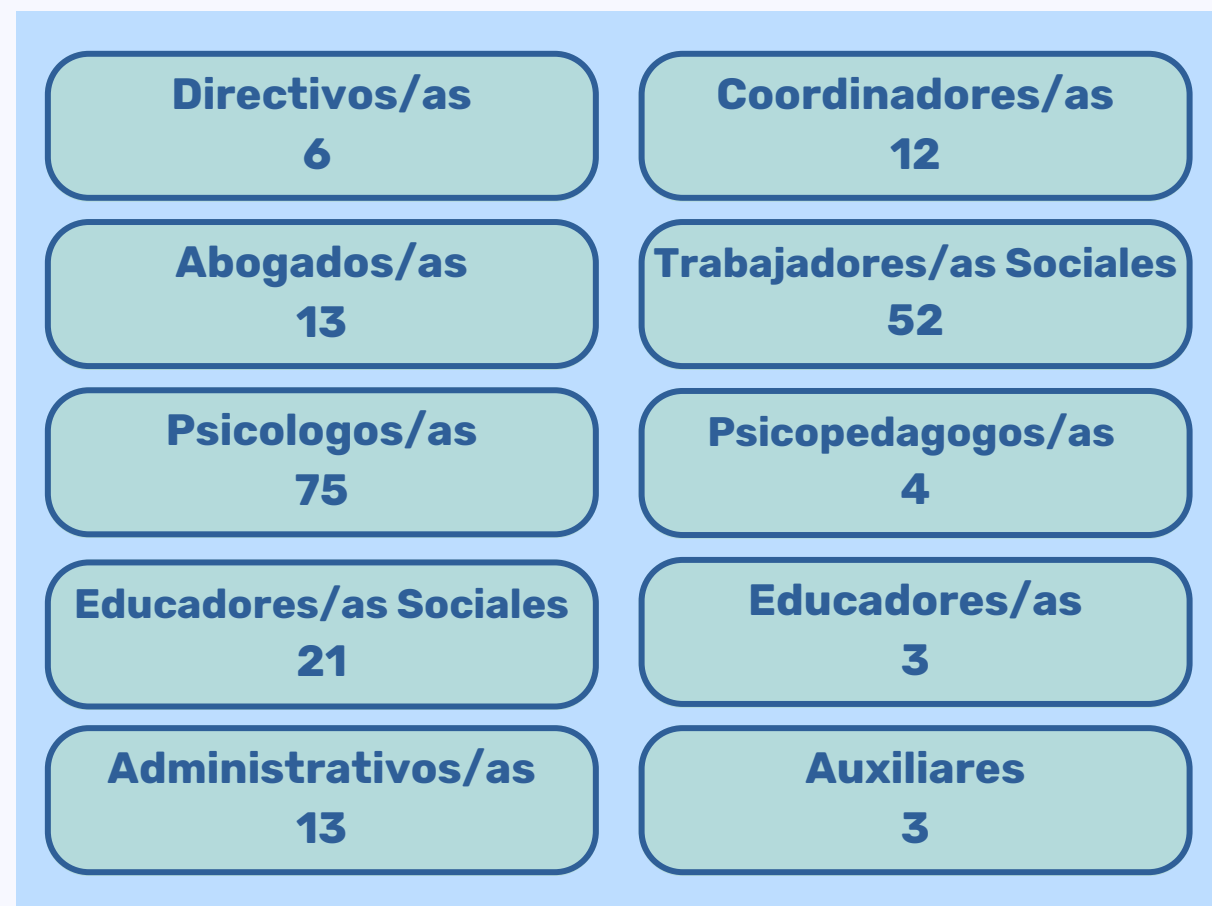 Directivos/as
6
Coordinadores/as
12
Abogados/as
13
Trabajadores/as Sociales
52
Psicologos/as
75
Psicopedagogos/as
4
Educadores/as Sociales
21
Educadores/as
3
Administrativos/as
13
Auxiliares
3